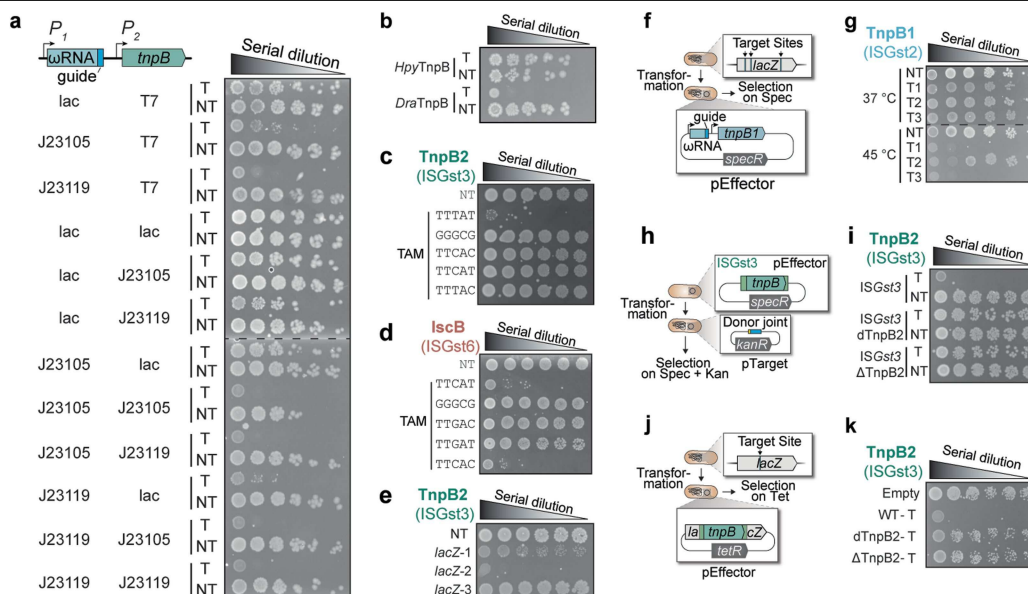 a
P1 P2
ωRNA tnpB
guide
Serial dilution
lac T7 T
NT
J23105 T7 T
NT
J23119 T7 T
NT
lac lac T
NT
lac J23105 T
NT
lac J23119 T
NT
J23105 lac T
NT
J23105 J23105 T
NT
J23105 J23119 T
NT
J23119 lac T
NT
J23119 J23105 T
NT
J23119 J23119 T
NT
b
Serial dilution
HpyTnpB T
NT
DraTnpB T
NT
c
TnpB2
(ISGst3)
Serial dilution
NT
TAM
TTTAT
GGGCG
TTCAC
TTCAT
TTTAC
d
IscB
(ISGst6)
Serial dilution
NT
TAM
TTCAT
GGGCG
TTGAC
TTGAT
TTCAC
e
TnpB2
(ISGst3)
Serial dilution
NT
lacZ-1
lacZ-2
lacZ-3
f
Target Sites
lacZ
Transfor-
mation
Selection
on Spec
guide
ωRNA
tnpB1
specR
pEffector
g
TnpB1
(ISGst2)
Serial dilution
37 °C
NT
T1
T2
T3
45 °C
NT
T1
T2
T3
h
ISGst3 pEffector
tnpB
specR
Transfor-
mation
Donor joint
kanR
pTarget
Selection
on Spec + Kan
i
TnpB2
(ISGst3)
Serial dilution
ISGst3 T
NT
ISGst3 T
dTnpB2 NT
ISGst3 T
ΔTnpB2 NT
j
Target Site
lacZ
Transfor-
mation
Selection
on Tet
la tnpB cZ
tetR
pEffector
k
TnpB2
(ISGst3)
Serial dilution
Empty
WT- T
dTnpB2- T
ΔTnpB2- T